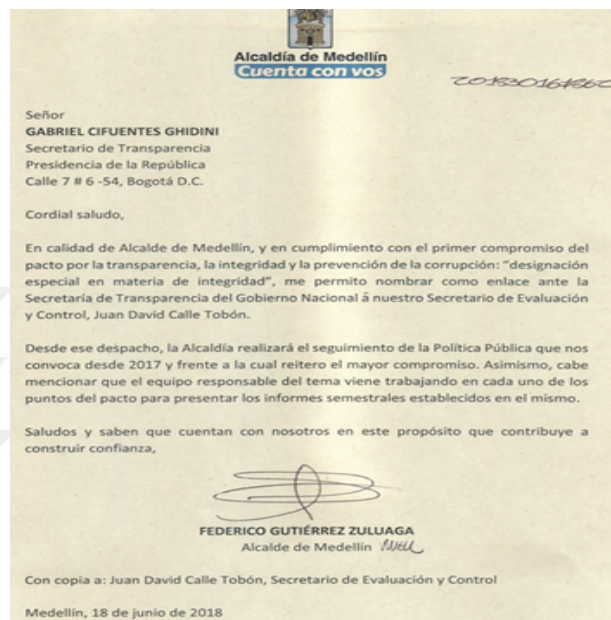 Alcaldía de Medellín
Cuenta con vos
201830164862
Señor
GABRIEL CIFUENTES GHIDINI
Secretario de Transparencia
Presidencia de la República
Calle 7 # 6 -54, Bogotá D.C.
Cordial saludo,
En calidad de Alcalde de Medellín, y en cumplimiento con el primer compromiso del
pacto por la transparencia, la integridad y la prevención de la corrupción: "designación
especial en materia de integridad", me permito nombrar como enlace ante la
Secretaría de Transparencia del Gobierno Nacional a nuestro Secretario de Evaluación
y Control, Juan David Calle Tobón.
Desde ese despacho, la Alcaldía realizará el seguimiento de la Política Pública que nos
convoca desde 2017 y frente a la cual reitero el mayor compromiso. Asimismo, cabe
mencionar que el equipo responsable del tema viene trabajando en cada uno de los
puntos del pacto para presentar los informes semestrales establecidos en el mismo.
Saludos y saben que cuentan con nosotros en este propósito que contribuye a
construir confianza,
FEDERICO GUTIÉRREZ ZULUAGA
Alcalde de Medellín
Con copia a: Juan David Calle Tobón, Secretario de Evaluación y Control
Medellín, 18 de junio de 2018